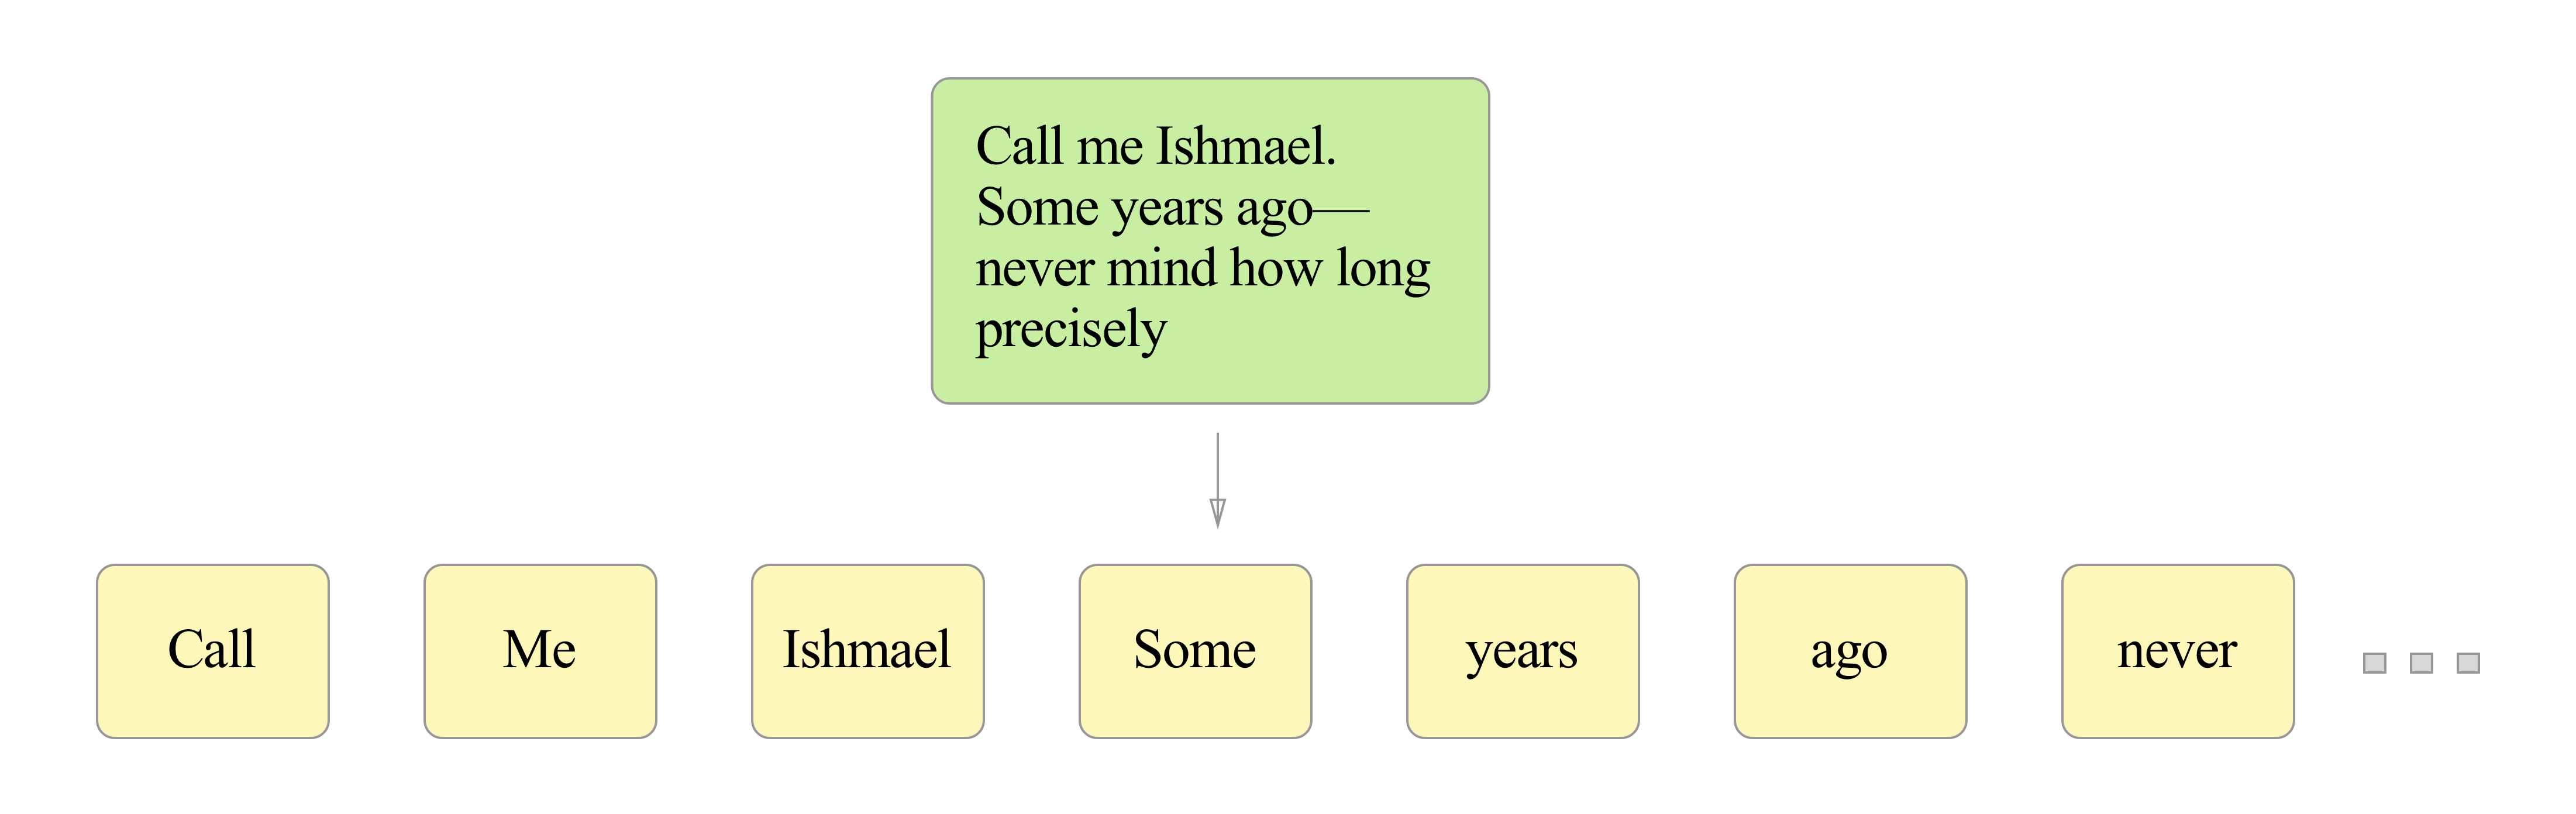 Call me Ishmael.
Some years ago—
never mind how long
precisely
Call Me Ishmael Some years ago never